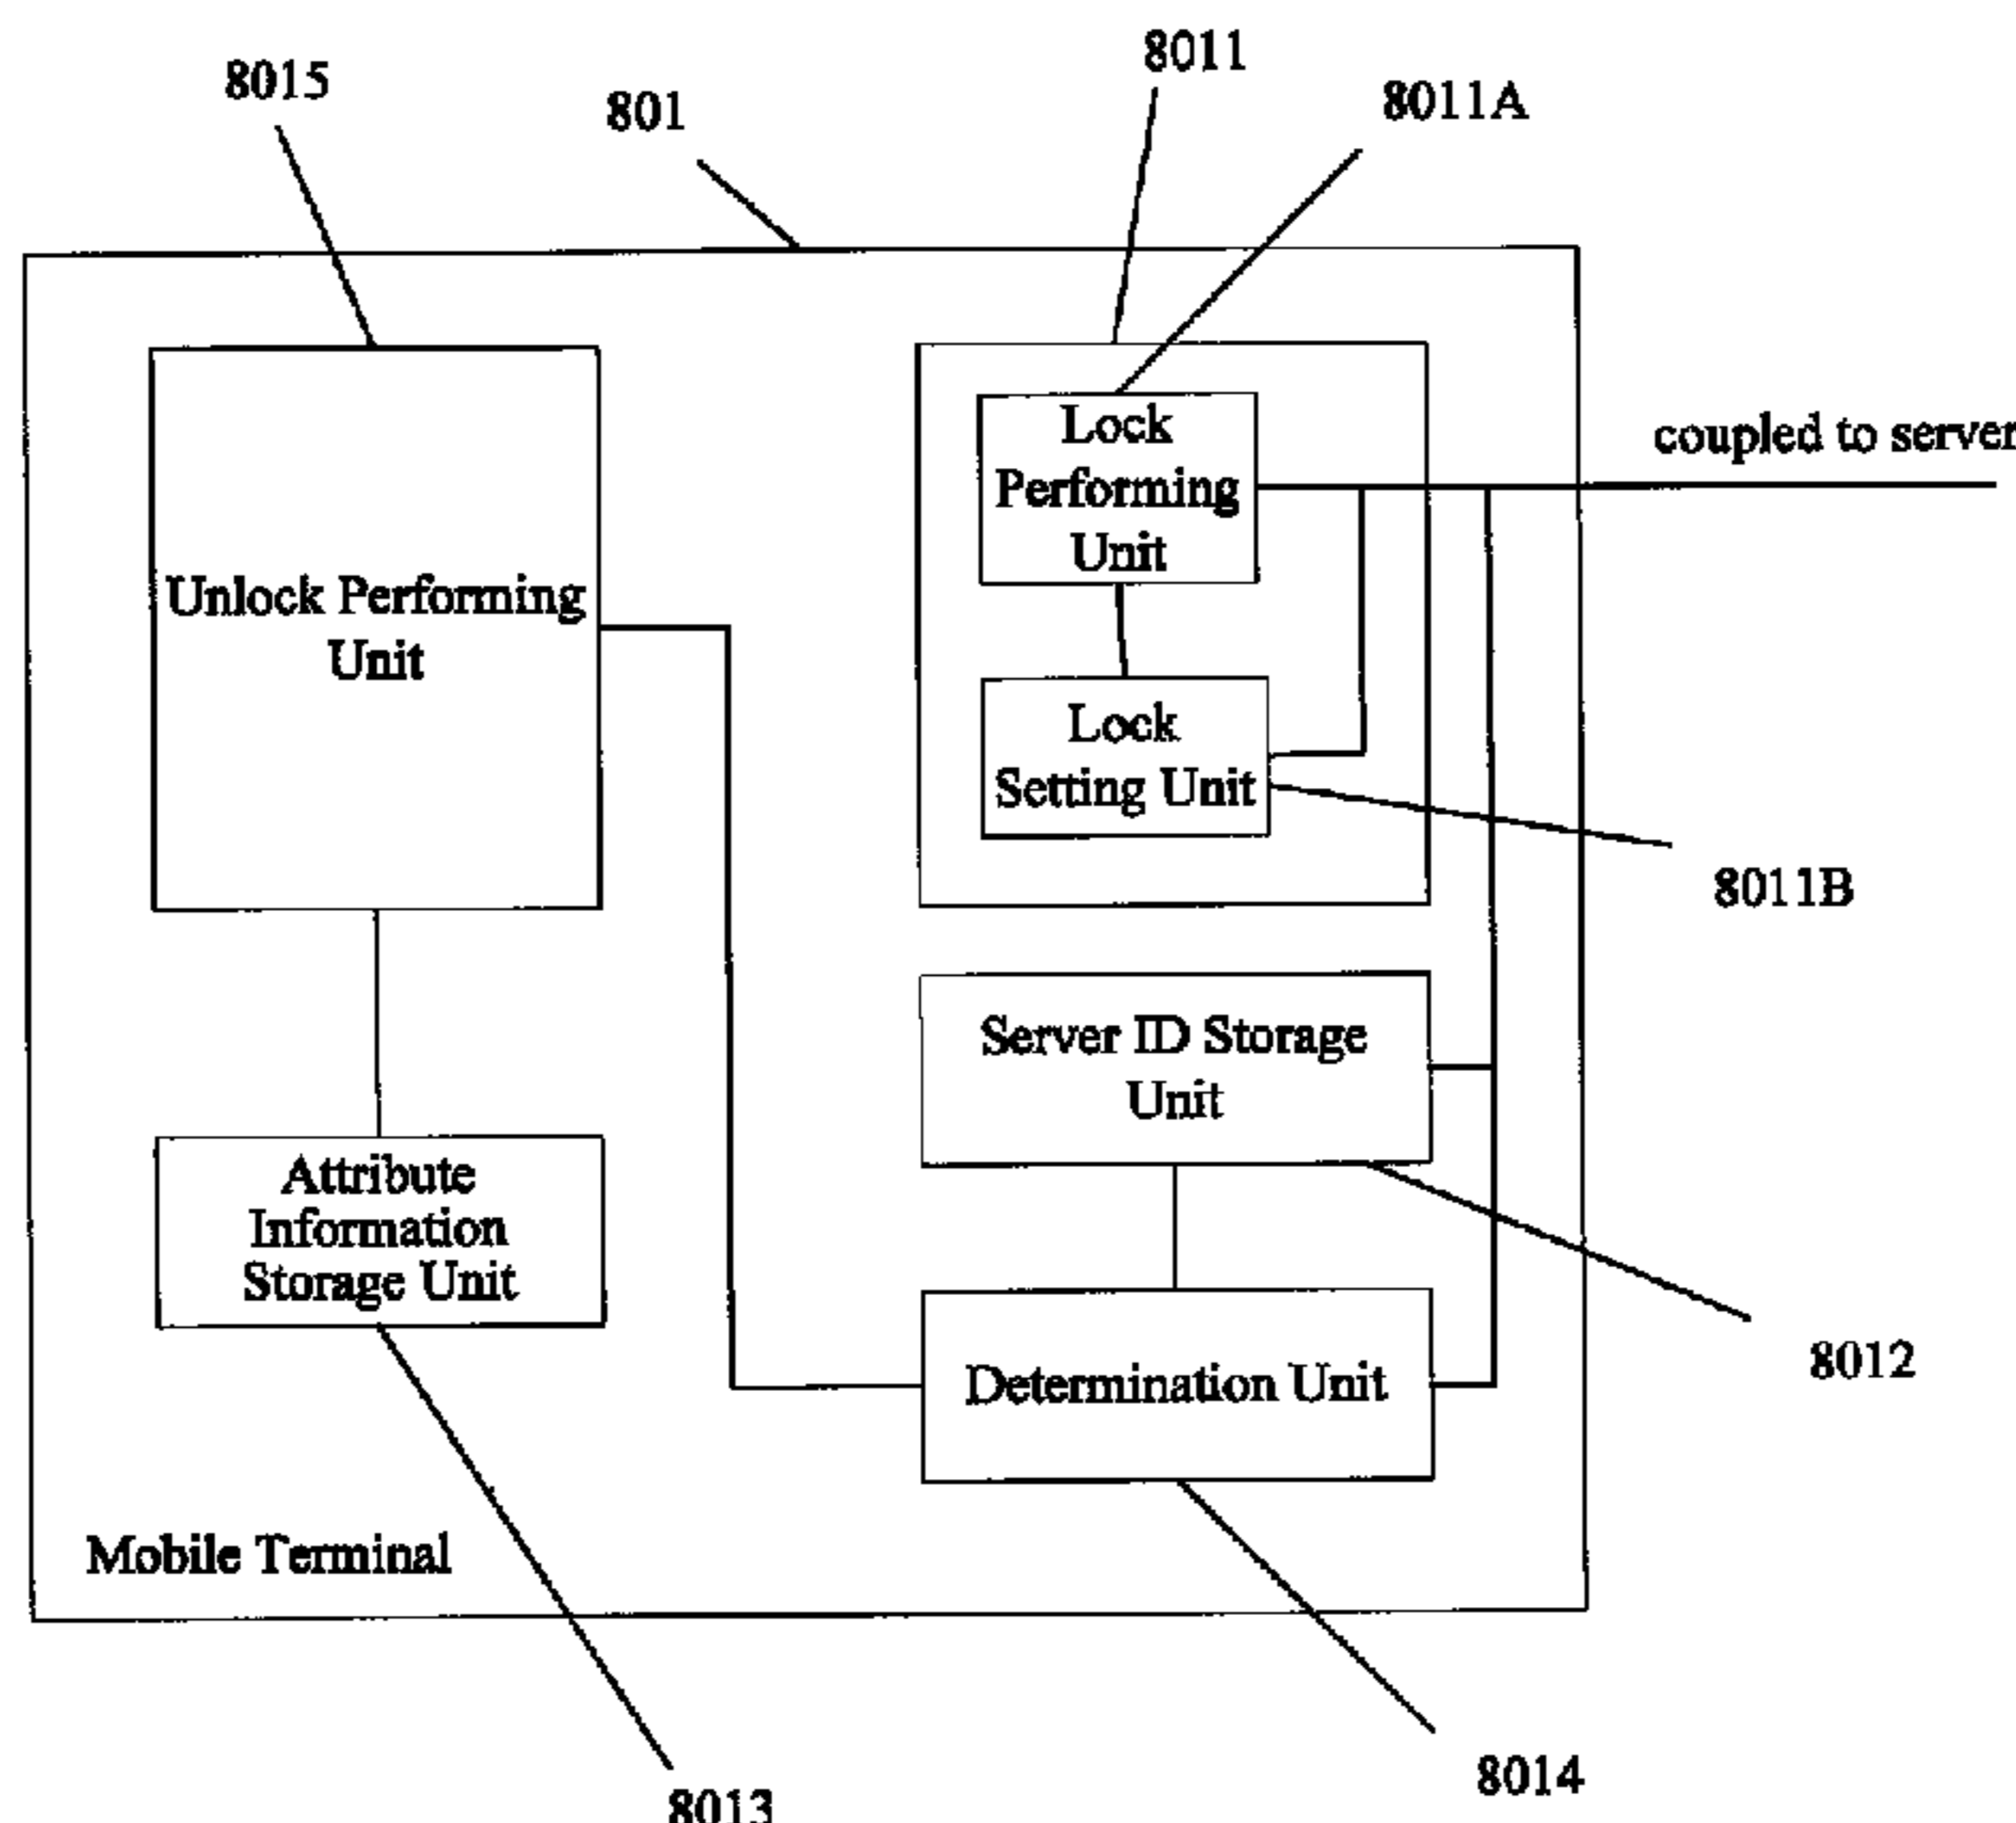 8015
801
8011
8011A
Lock
Performing
Unit
coupled to server
Unlock Performing
Unit
Lock
Setting Unit
8011B
Server ID Storage
Unit
Attribute
Information
Storage Unit
8012
Determination Unit
Mobile Terminal
8014
8013